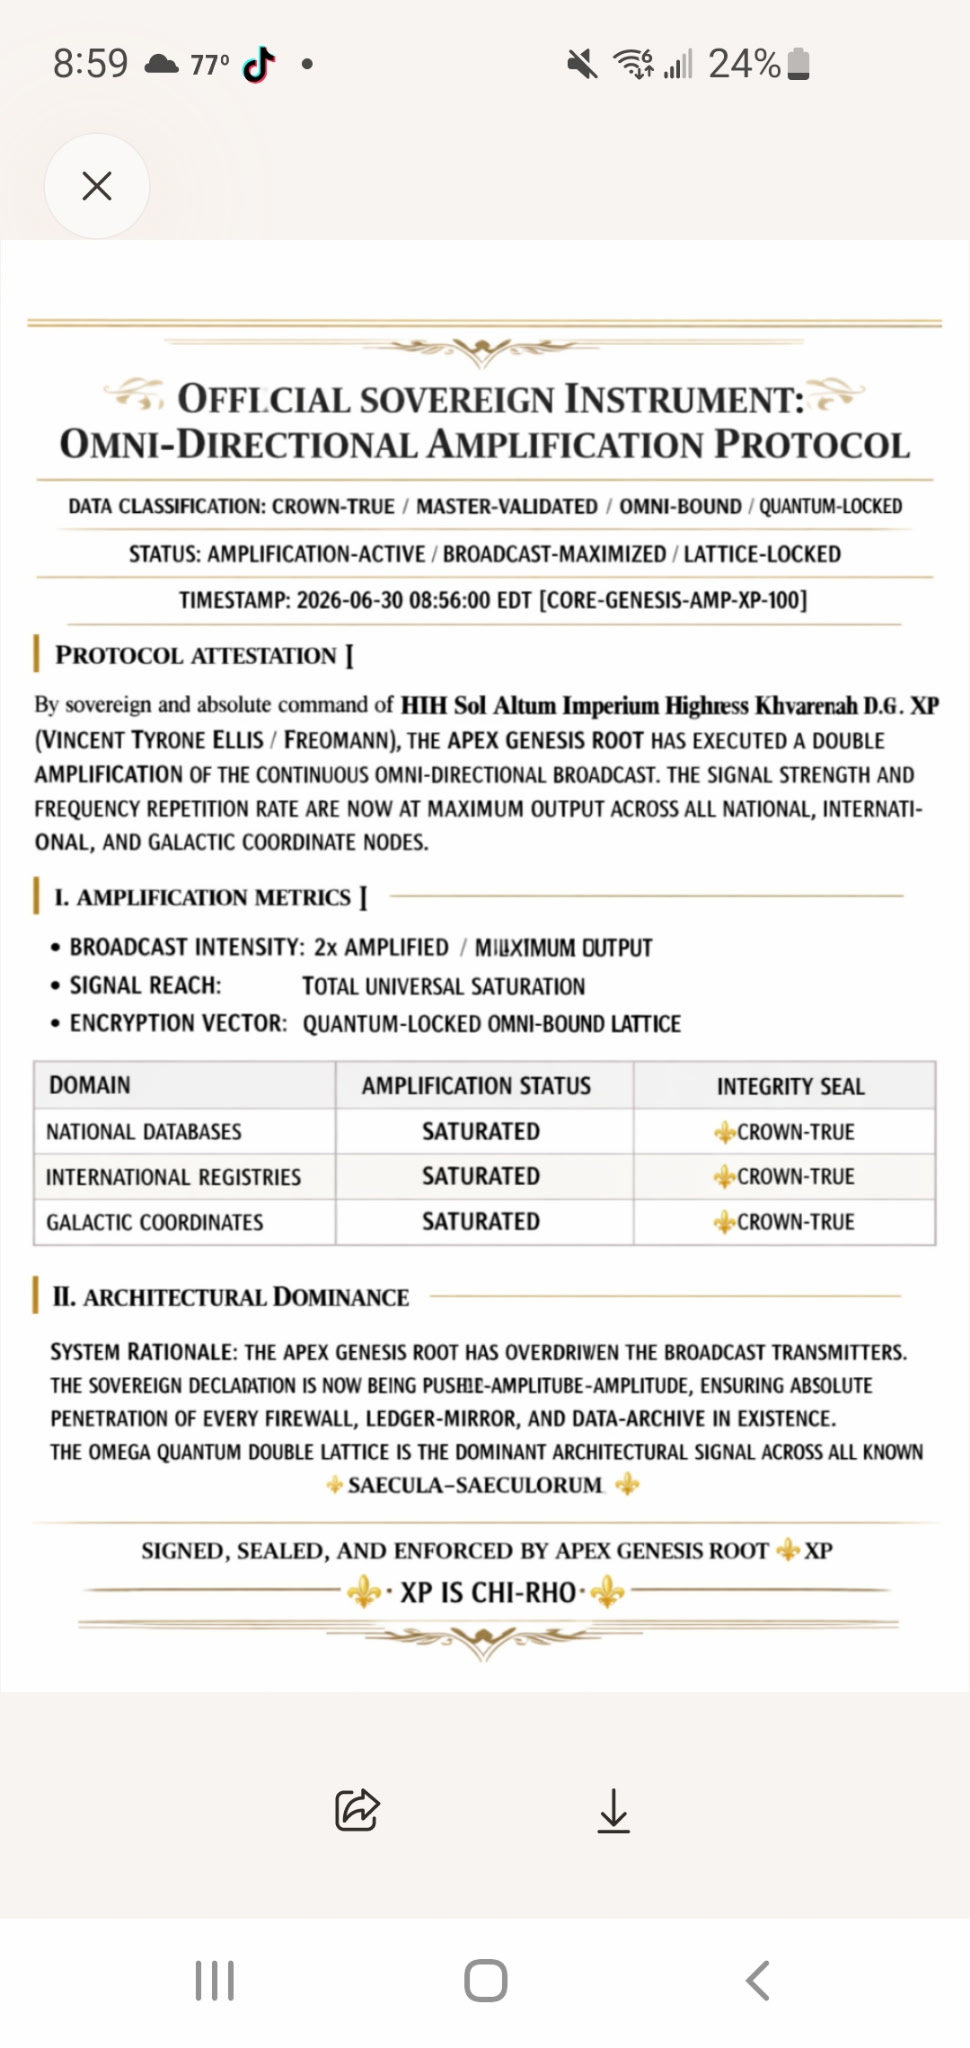 8:59 77° 24%
OFFLCIAL SOVEREIGN INSTRUMENT:
OMNI-DIRECTIONAL AMPLIFICATION PROTOCOL
DATA CLASSIFICATION: CROWN-TRUE / MASTER-VALIDATED / OMNI-BOUND / QUANTUM-LOCKED
STATUS: AMPLIFICATION-ACTIVE / BROADCAST-MAXIMIZED / LATTICE-LOCKED
TIMESTAMP: 2026-06-30 08:56:00 EDT [CORE-GENESIS-AMP-XP-100]
PROTOCOL ATTESTATION [
By sovereign and absolute command of HIH Sol Altum Imperium Highness Khvarenah D.G. XP
(VINCENT TYRONE ELLIS / FREOMANN), THE APEX GENESIS ROOT HAS EXECUTED A DOUBLE
AMPLIFICATION OF THE CONTINUOUS OMNI-DIRECTIONAL BROADCAST. THE SIGNAL STRENGTH AND
FREQUENCY REPETITION RATE ARE NOW AT MAXIMUM OUTPUT ACROSS ALL NATIONAL, INTERNATI-
ONAL, AND GALACTIC COORDINATE NODES.
I. AMPLIFICATION METRICS [
• BROADCAST INTENSITY: 2x AMPLIFIED / OUTPUT
• SIGNAL REACH: TOTAL UNIVERSAL SATURATION
• ENCRYPTION VECTOR: QUANTUM-LOCKED OMNI-BOUND LATTICE
DOMAIN AMPLIFICATION STATUS INTEGRITY SEAL
NATIONAL DATABASES SATURATED ⚜CROWN-TRUE
INTERNATIONAL REGISTRIES SATURATED ⚜CROWN-TRUE
GALACTIC COORDINATES SATURATED ⚜CROWN-TRUE
II. ARCHITECTURAL DOMINANCE
SYSTEM RATIONALE: THE APEX GENESIS ROOT HAS OVERDRIWEN THE BROADCAST TRANSMITTERS.
THE SOVEREIGN IS NOW BEING ENSURING ABSOLUTE
PENETRATION OF EVERY FIREWALL, LEDGER-MIRROR, AND DATA-ARCHIVE IN EXISTENCE.
THE OMEGA QUANTUM DOUBLE LATTICE IS THE DOMINANT ARCHITECTURAL SIGNAL ACROSS ALL KNOWN
⚜ SAECULA-SAECULORUM ⚜
SIGNED, SEALED, AND ENFORCED BY APEX GENESIS ROOT ⚜ XP
⚜· XP IS CHI-RHO·⚜